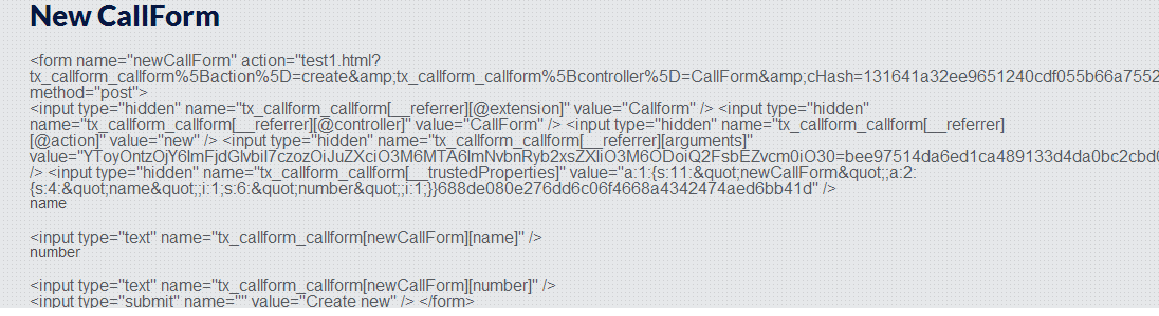 New CallForm
<form name="newCallForm" action="test1.html?
tx_callform_callform%5Baction%5D=create&amp;tx_callform_callform%5Bcontroller%5D=CallForm&amp;cHash=131641a32ee9651240cdf055b66a7552
method="post">
<input type="hidden" name="tx_callform_callform[__referrer][@extension]" value="Callform" /> <input type="hidden"
name="tx_callform_callform[__referrer][@controller]" value="CallForm" /> <input type="hidden" name="tx_callform_callform[__referrer]
[@action]" value="new" /> <input type="hidden" name="tx_callform_callform[__referrer][arguments]"
value="YToyOntzOjY6ImFjdGlvbiI7czozOiJuZXciO3M6MTA6ImNvbnRyb2xsZXIiO3M6ODoiQ2FsbEZvcm0iO30=bee97514da6ed1ca489133d4da0bc2cbd0
/> <input type="hidden" name="tx_callform_callform[__trustedProperties]" value="a:1:{s:11:&quot;newCallForm&quot;;a:2:
{s:4:&quot;name&quot;;i:1;s:6:&quot;number&quot;;i:1;}}688de080e276dd6c06f4668a4342474aed6bb41d" />
name
<input type="text" name="tx_callform_callform[newCallForm][name]" />
number
<input type="text" name="tx_callform_callform[newCallForm][number]" />
<input type="submit" name="" value="Create new" /> </form>